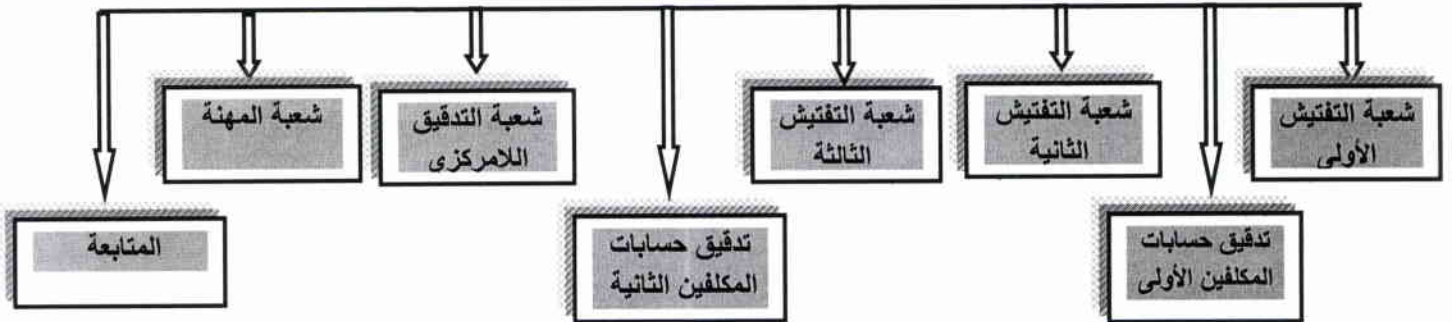 شعبة التفتيش
الأولى
شعبة التفتيش
الثانية
شعبة التفتيش
الثالثة
شعبة التدقيق
اللامركزي
شعبة المهنة
تدقيق حسابات
المكلفين الأولى
تدقيق حسابات
المكلفين الثانية
المتابعة